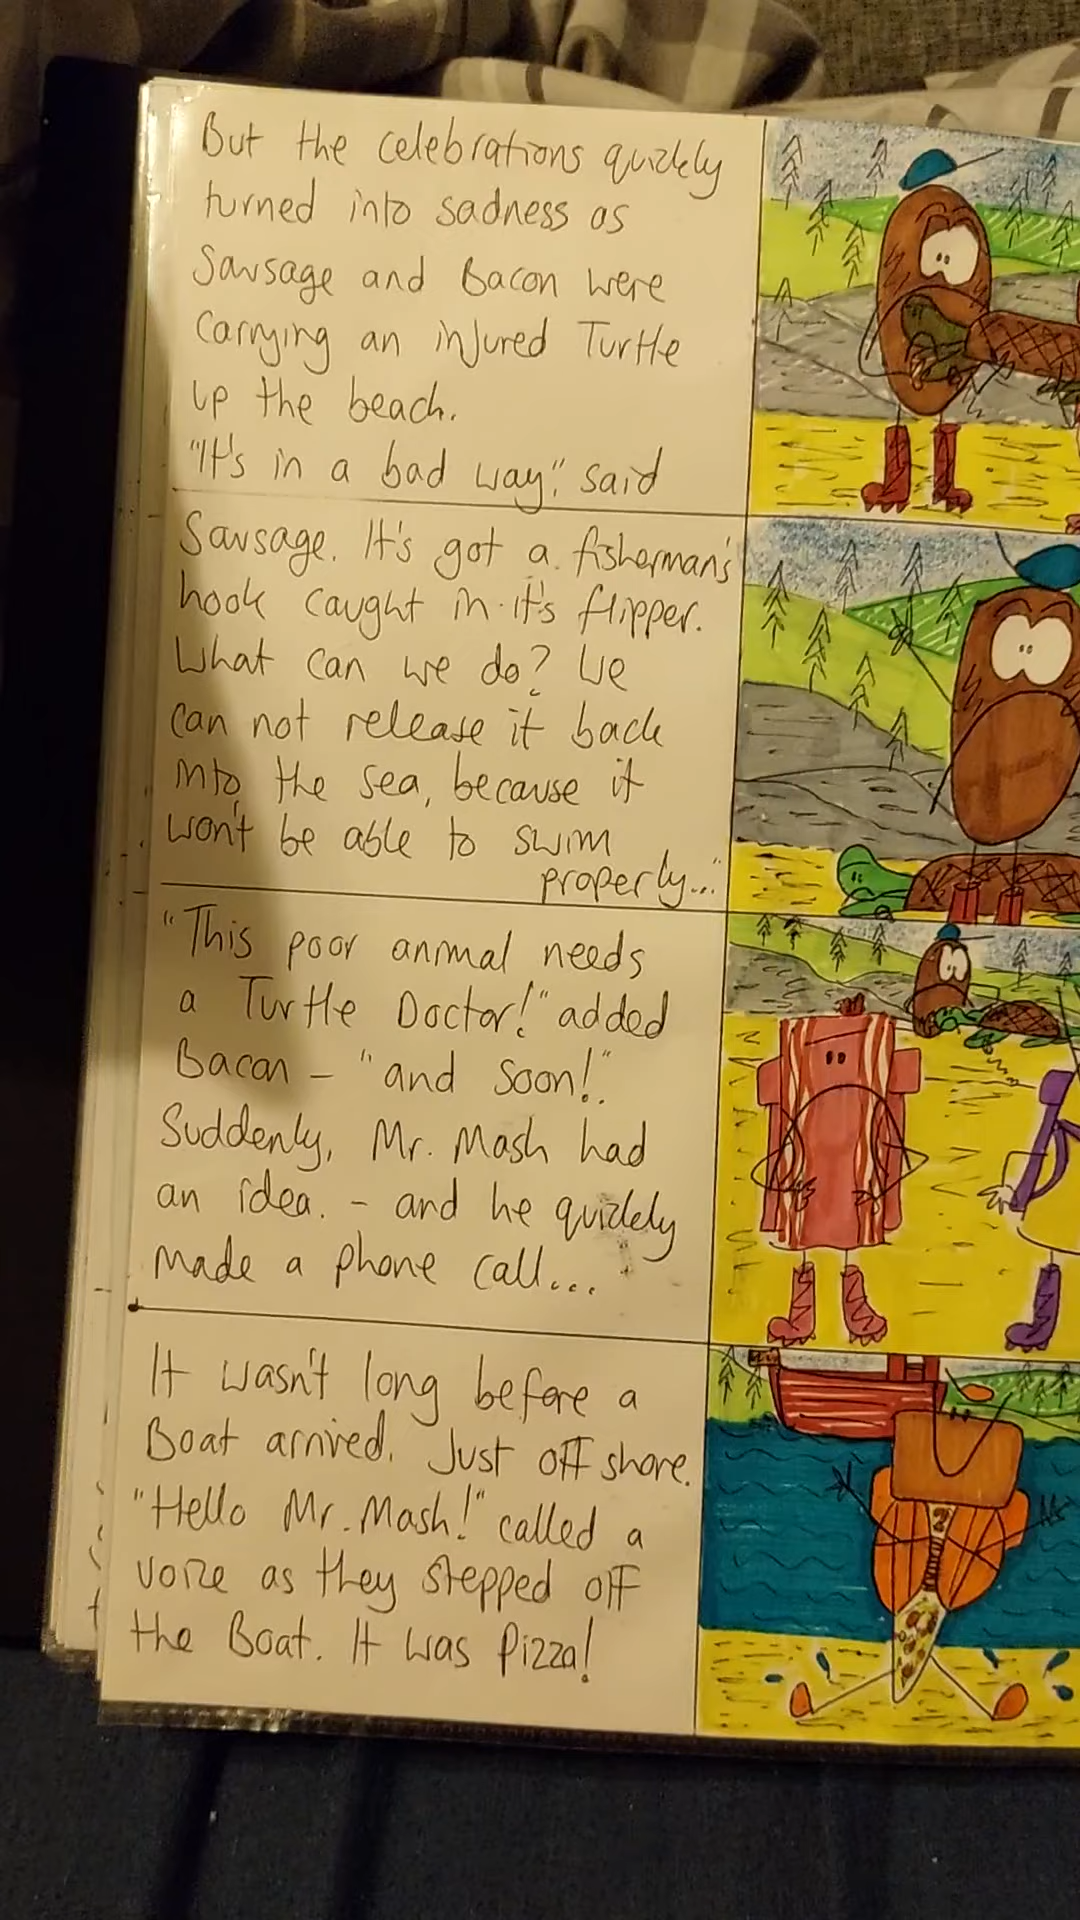 But the celebrations quickly
turned into sadness as
Sausage and Bacon were
carrying an injured Turtle
up the beach.
"It's in a bad way," said
Sausage. It's got a fisherman's
hook caught in it's flipper.
What can we do? We
can not release it back
into the sea, because it
won't be able to swim
properly..."
"This poor animal needs
a Turtle Doctor!" added
Bacon - "and soon!".
Suddenly, Mr. Mash had
an idea. - and he quickly
made a phone call...
It wasn't long before a
Boat arrived. Just off shore.
"Hello Mr. Mash!" called a
voice as they stepped off
the Boat. It was Pizza!